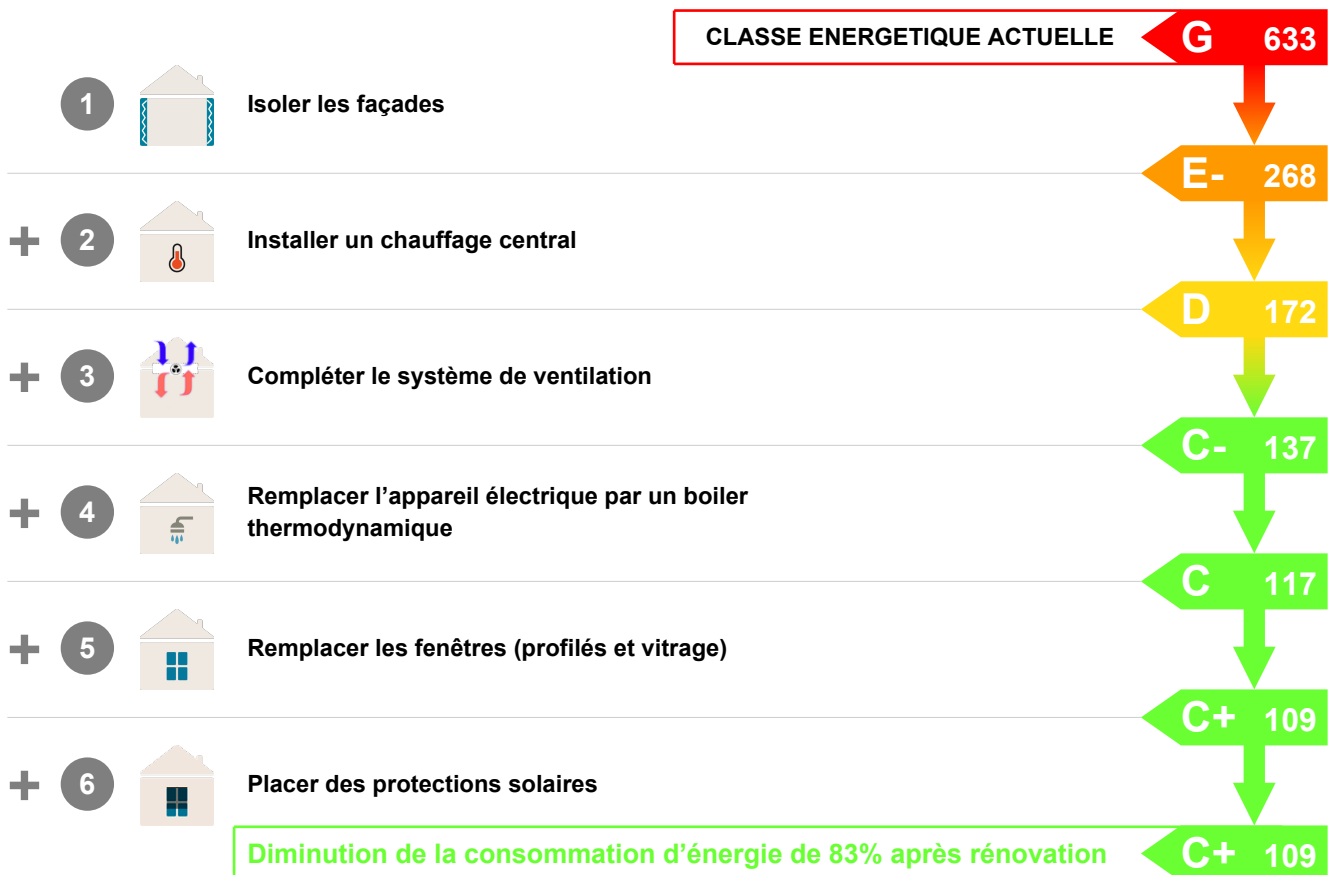 CLASSE ENERGETIQUE ACTUELLE G 633
1 Isoler les façades
E- 268
+ 2 Installer un chauffage central
D 172
+ 3 Compléter le système de ventilation
C- 137
+ 4 Remplacer l’appareil électrique par un boiler
thermodynamique
C 117
+ 5 Remplacer les fenêtres (profilés et vitrage)
C+ 109
+ 6 Placer des protections solaires
Diminution de la consommation d’énergie de 83% après rénovation C+ 109